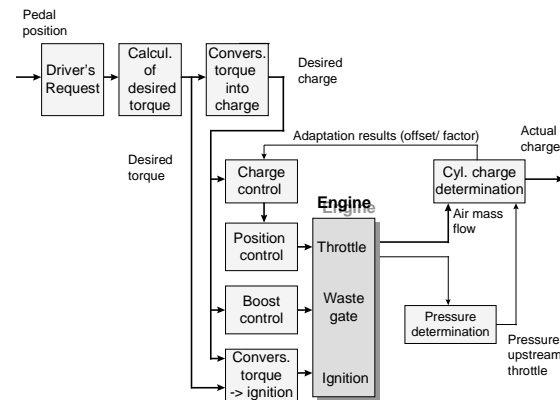 Pedal
position
Driver's
Request
Calcul.
of
desired
torque
Convers.
torque
into
charge
Desired
charge
Desired
torque
Adaptation results (offset/ factor)
Actual
charge
Charge
control
Cyl. charge
determination
Engine
Air mass
flow
Position
control
Throttle
Boost
control
Waste
gate
Pressure
determination
Pressure
upstream
throttle
Convers.
torque
-> ignition
Ignition